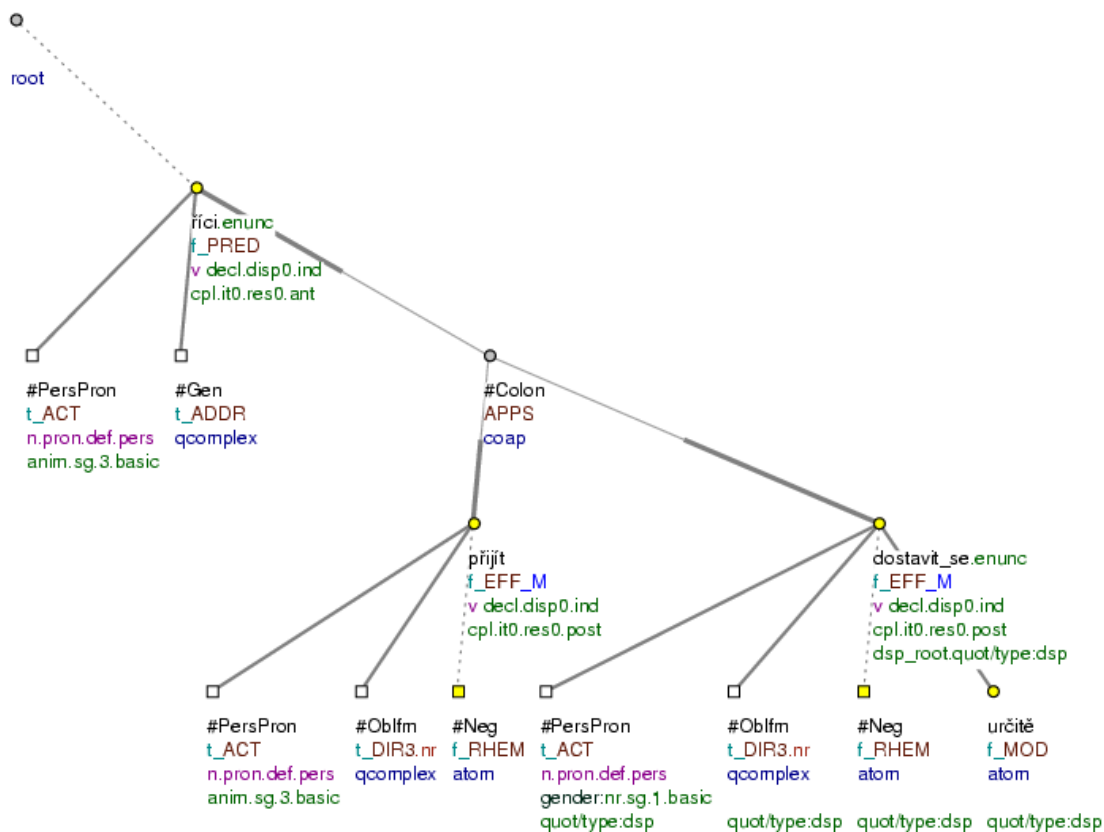 root
říci.enunc
f_PRED
v decl.disp0.ind
cpl.it0.res0.ant
#PersPron
t_ACT
n.pron.def.pers
anim.sg.3.basic
#Gen
t_ADDR
qcomplex
#Colon
APPS
coap
přijít
f_EFF_M
v decl.disp0.ind
cpl.it0.res0.post
dostavit_se.enunc
f_EFF_M
v decl.disp0.ind
cpl.it0.res0.post
dsp_root.quot/type:dsp
#PersPron
t_ACT
n.pron.def.pers
anim.sg.3.basic
#Oblfm
t_DIR3.nr
qcomplex
#Neg
f_RHEM
atom
#PersPron
t_ACT
n.pron.def.pers
gender:nr.sg.1.basic
quot/type:dsp
#Oblfm
t_DIR3.nr
qcomplex
quot/type:dsp
#Neg
f_RHEM
atom
quot/type:dsp
určitě
f_MOD
atom
quot/type:dsp